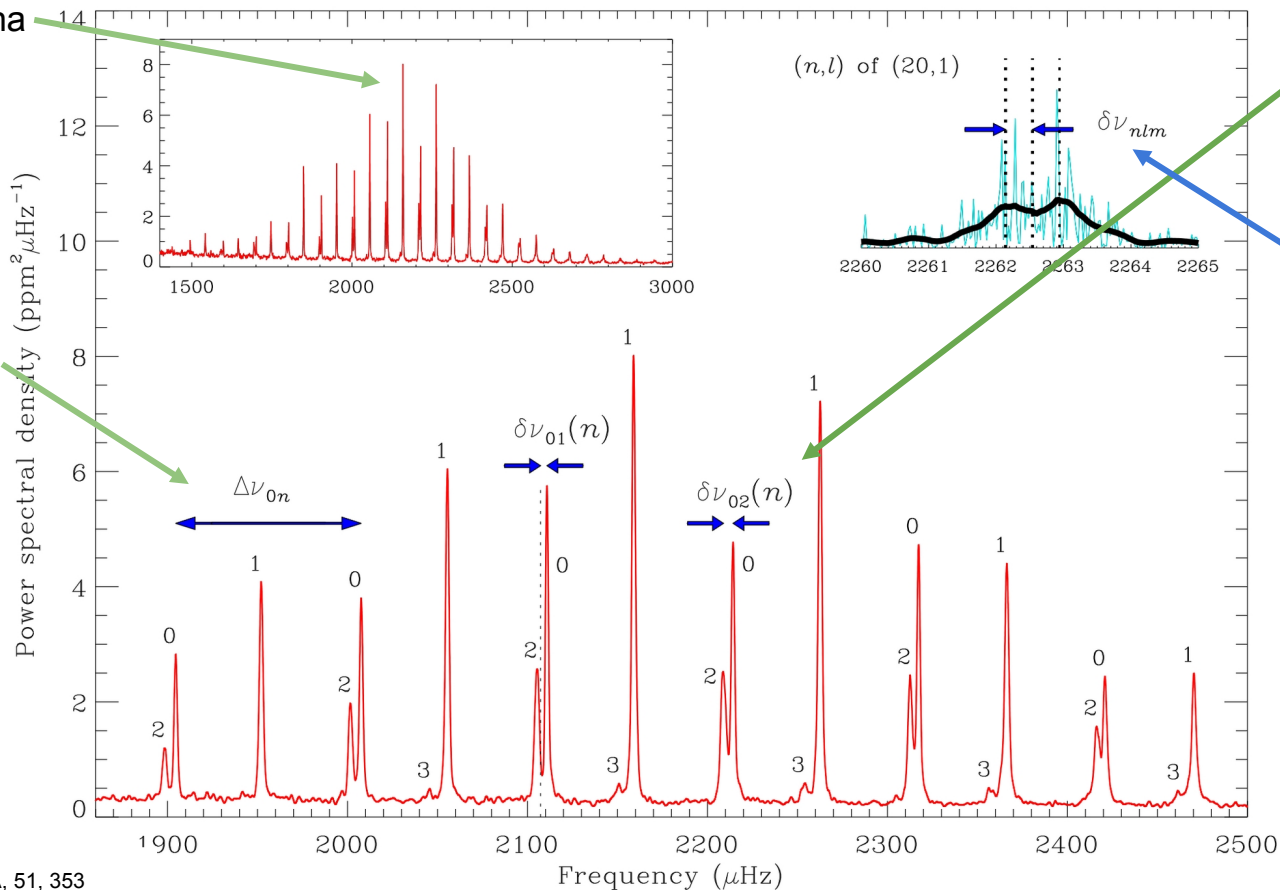 na
14
12
10
8
6
4
2
0
Power spectral density (ppm²μHz⁻¹)
8
6
4
2
0
1500 2000 2500 3000
(n,l) of (20,1)
δν_nlm
2260 2261 2262 2263 2264 2265
Δν_0n
δν_01(n)
δν_02(n)
2 0 1 2 0 3 1 2 0 3 1 2 0 3 1 2 0 3 1 2 0 3 1
1900 2000 2100 2200 2300 2400 2500
Frequency (μHz)
51, 353